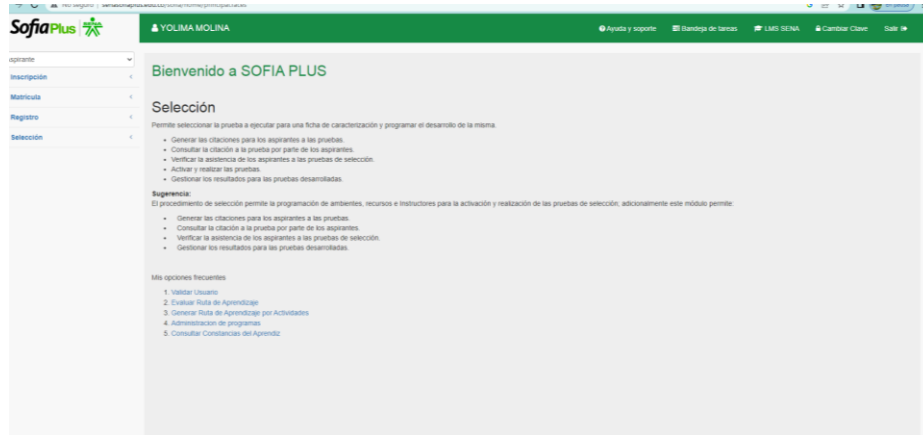 No seguro
SofiaPlus
YOLIMA MOLINA
Ayuda y soporte
Bandeja de tareas
LMS SENA
Cambiar Clave
Salir
aspirante
Inscripción
Matrícula
Registro
Selección
Bienvenido a SOFIA PLUS
Selección
Permite seleccionar la prueba a ejecutar para una ficha de caracterización y programar el desarrollo de la misma.
Generar las citaciones para los aspirantes a las pruebas.
Consultar la citación a la prueba por parte de los aspirantes.
Verificar la asistencia de los aspirantes a las pruebas de selección.
Activar y realizar las pruebas.
Gestionar los resultados para las pruebas desarrolladas.
Sugerencia:
El procedimiento de selección permite la programación de ambientes, recursos e Instructores para la activación y realización de las pruebas de selección; adicionalmente este módulo permite:
Generar las citaciones para los aspirantes a las pruebas.
Consultar la citación a la prueba por parte de los aspirantes.
Verificar la asistencia de los aspirantes a las pruebas de selección.
Gestionar los resultados para las pruebas desarrolladas.
Mis opciones frecuentes
1. Validar Usuario
2. Evaluar Ruta de Aprendizaje
3. Generar Ruta de Aprendizaje por Actividades
4. Administracion de programas
5. Consultar Constancias del Aprendiz